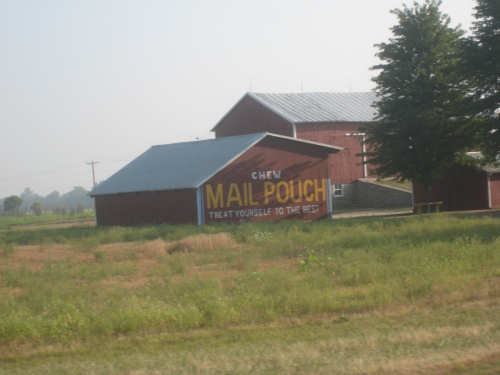 CHEW
MAIL POUCH
TREAT YOURSELF TO THE BEST